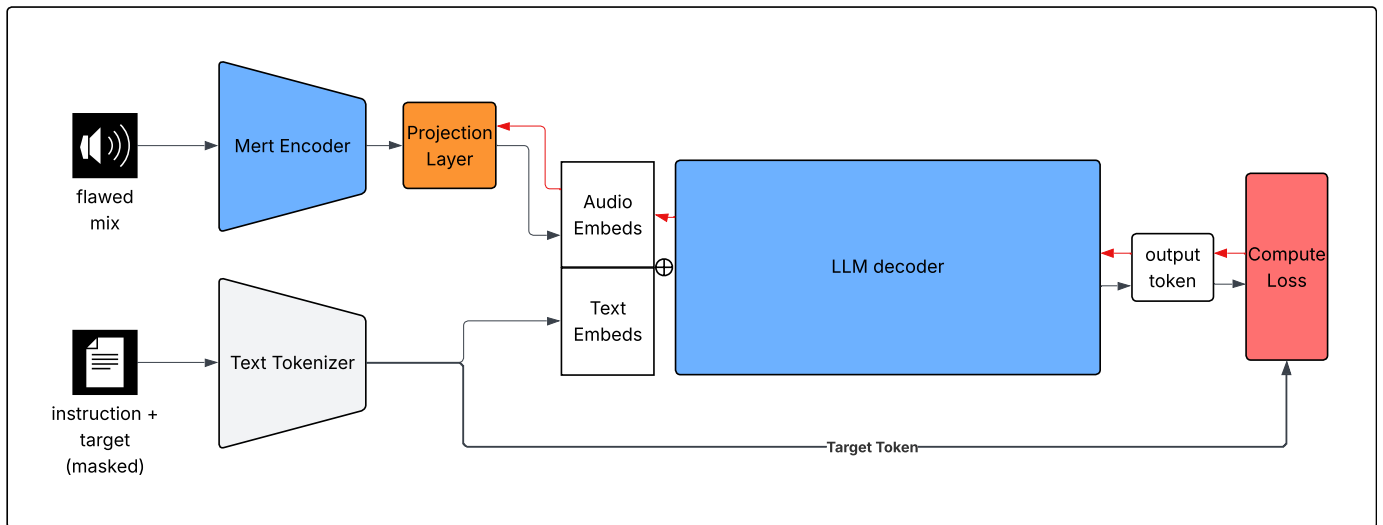 flawed
mix
Mert Encoder
Projection
Layer
Audio
Embeds
Text
Embeds
LLM decoder
output
token
Compute
Loss
instruction +
target
(masked)
Text Tokenizer
Target Token